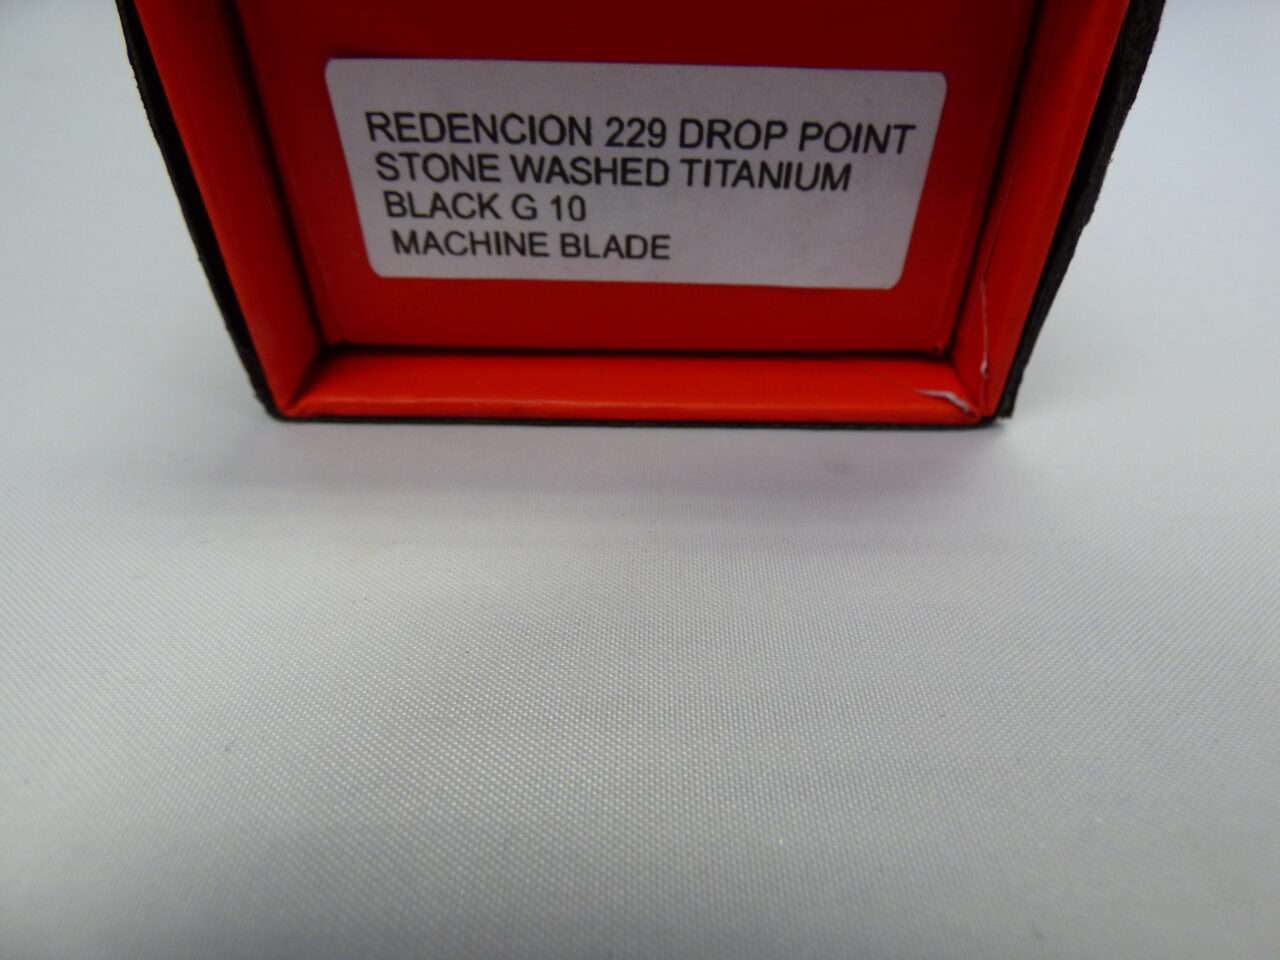 REDENCION 229 DROP POINT
STONE WASHED TITANIUM
BLACK G 10
MACHINE BLADE